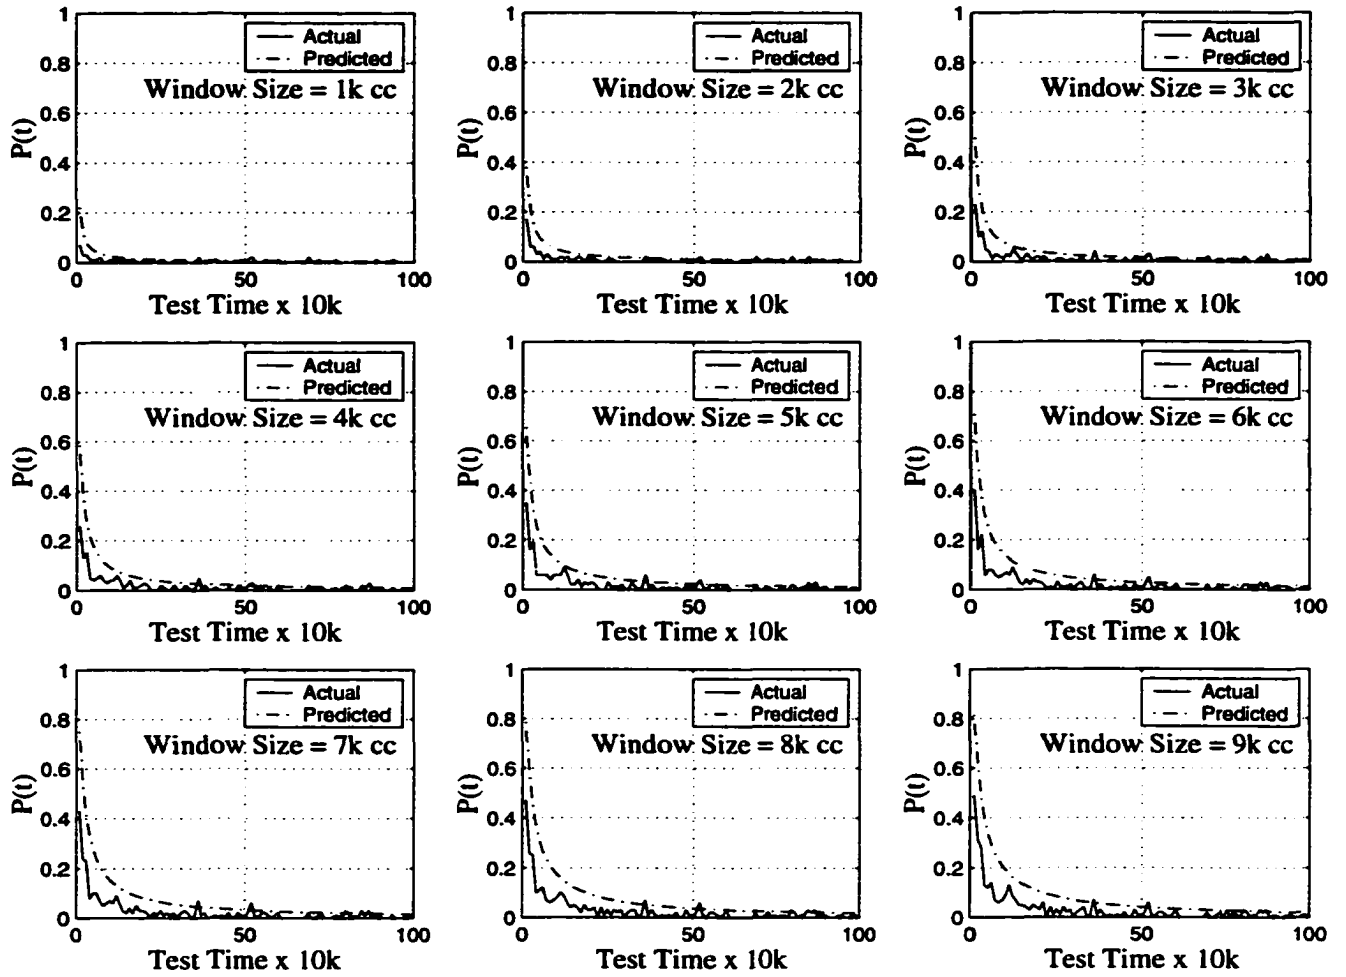 1
0.8
0.6
0.4
0.2
0
P(t)
Actual
Predicted
Window Size = 1k cc
0
50
100
Test Time x 10k
1
0.8
0.6
0.4
0.2
0
P(t)
Actual
Predicted
Window Size = 2k cc
0
50
100
Test Time x 10k
1
0.8
0.6
0.4
0.2
0
P(t)
Actual
Predicted
Window Size = 3k cc
0
50
100
Test Time x 10k
1
0.8
0.6
0.4
0.2
0
P(t)
Actual
Predicted
Window Size = 4k cc
0
50
100
Test Time x 10k
1
0.8
0.6
0.4
0.2
0
P(t)
Actual
Predicted
Window Size = 5k cc
0
50
100
Test Time x 10k
1
0.8
0.6
0.4
0.2
0
P(t)
Actual
Predicted
Window Size = 6k cc
0
50
100
Test Time x 10k
1
0.8
0.6
0.4
0.2
0
P(t)
Actual
Predicted
Window Size = 7k cc
0
50
100
Test Time x 10k
1
0.8
0.6
0.4
0.2
0
P(t)
Actual
Predicted
Window Size = 8k cc
0
50
100
Test Time x 10k
1
0.8
0.6
0.4
0.2
0
P(t)
Actual
Predicted
Window Size = 9k cc
0
50
100
Test Time x 10k